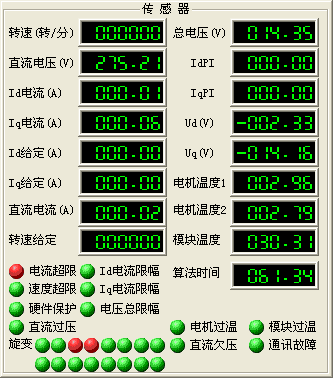 传 感 器
转速(转/分) 000000 总电压(V) 014.35
直流电压(V) 275.21 IdPI 000.00
Id电流(A) 000.01 IqPI 000.00
Iq电流(A) 000.06 Ud(V) -002.33
Id给定(A) 000.00 Uq(V) -014.16
Iq给定(A) 000.00 电机温度1 002.98
直流电流(A) 000.02 电机温度2 002.79
转速给定 000000 模块温度 030.31
电流超限 Id电流限幅 算法时间 061.34
速度超限 Iq电流限幅
硬件保护 电压总限幅
直流过压 电机过温 模块过温
旋变 直流欠压 通讯故障